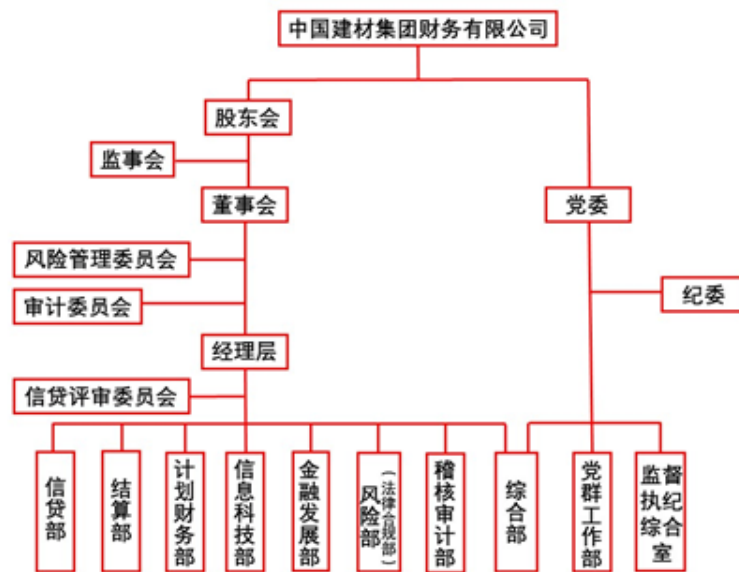 中国建材集团财务有限公司
股东会
监事会
董事会
党委
风险管理委员会
纪委
审计委员会
经理层
信贷评审委员会
信贷部
结算部
计划财务部
信息科技部
金融发展部
风险部
（法律合规部）
稽核审计部
综合部
党群工作部
监督执纪综合室